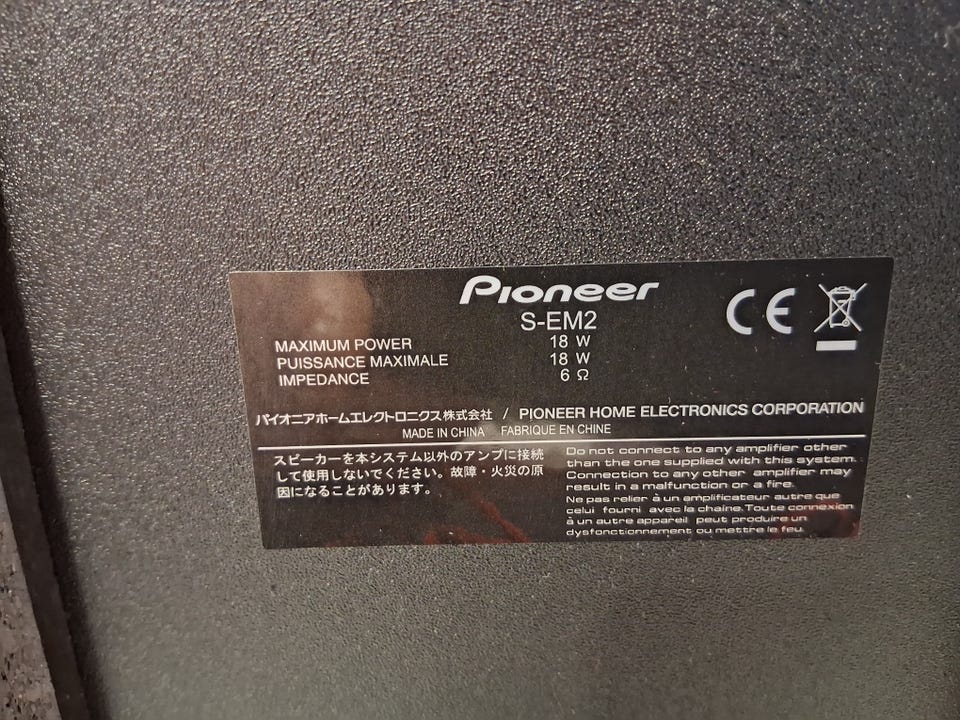 Pioneer
S-EM2
MAXIMUM POWER 18 W
PUISSANCE MAXIMALE 18 W
IMPEDANCE 6 Ω
CE
パイオニアホームエレクトロニクス株式会社 / PIONEER HOME ELECTRONICS CORPORATION
MADE IN CHINA FABRIQUE EN CHINE
スピーカーを本システム以外のアンプに接続
して使用しないでください。故障・火災の原
因になることがあります。
Do not connect to any amplifier other
than the one supplied with this system.
Connection to any other amplifier may
result in a malfunction or a fire.
Ne pas relier à un amplificateur autre que
celui fourni avec la chaine. Toute connexion
à un autre appareil peut produire un
dysfonctionnement ou mettre le feu.